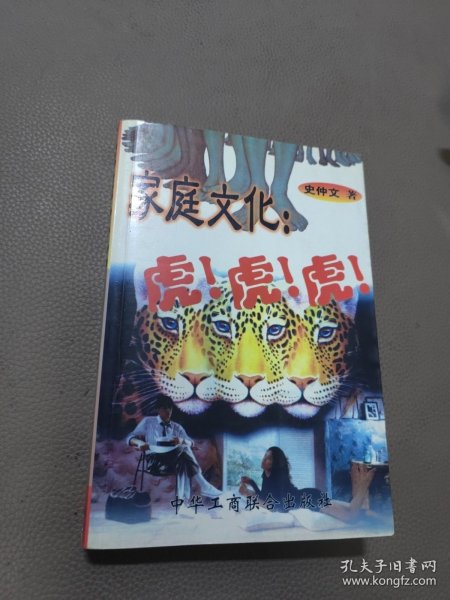 史仲文 著
家庭文化：
虎！虎！虎！
中华工商联合出版社
孔夫子旧书网
www.kongfz.com